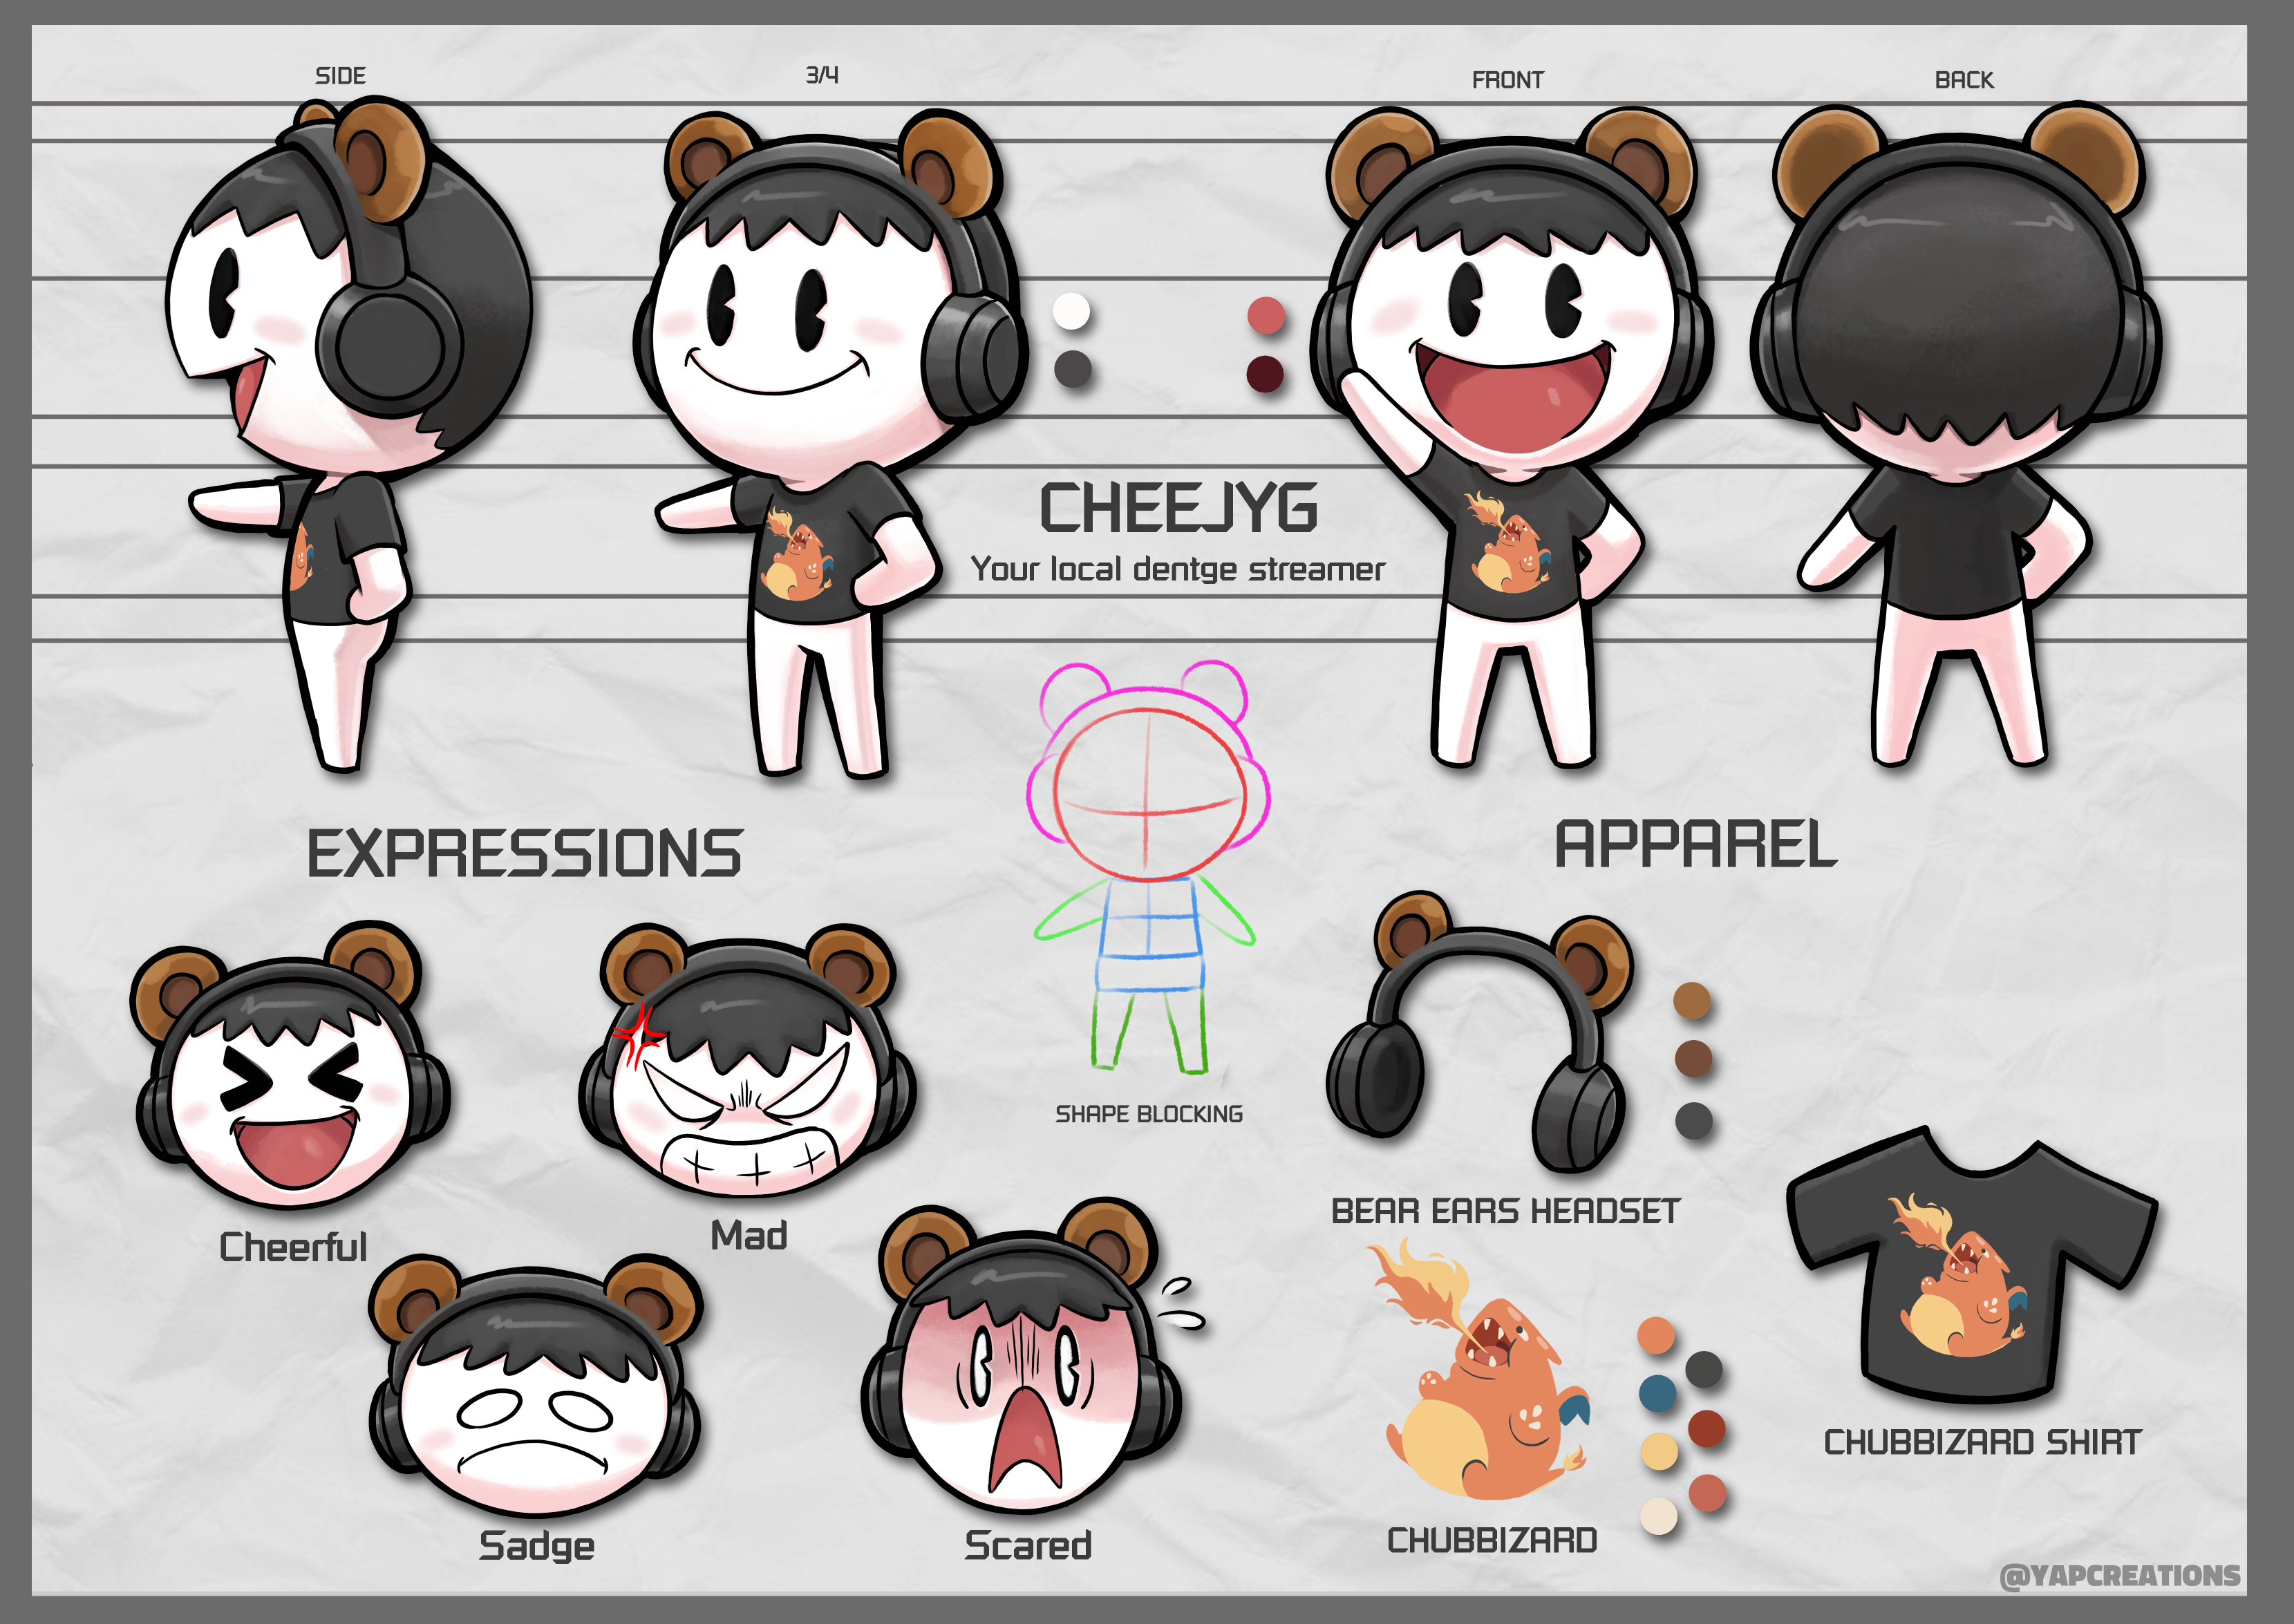 SIDE
3/4
FRONT
BACK
CHEEJYG
Your local dentge streamer
EXPRESSIONS
APPAREL
SHAPE BLOCKING
BEAR EARS HEADSET
Cheerful
Mad
CHUBBIZARD SHIRT
Sadge
Scared
CHUBBIZARD
@YAPCREATIONS